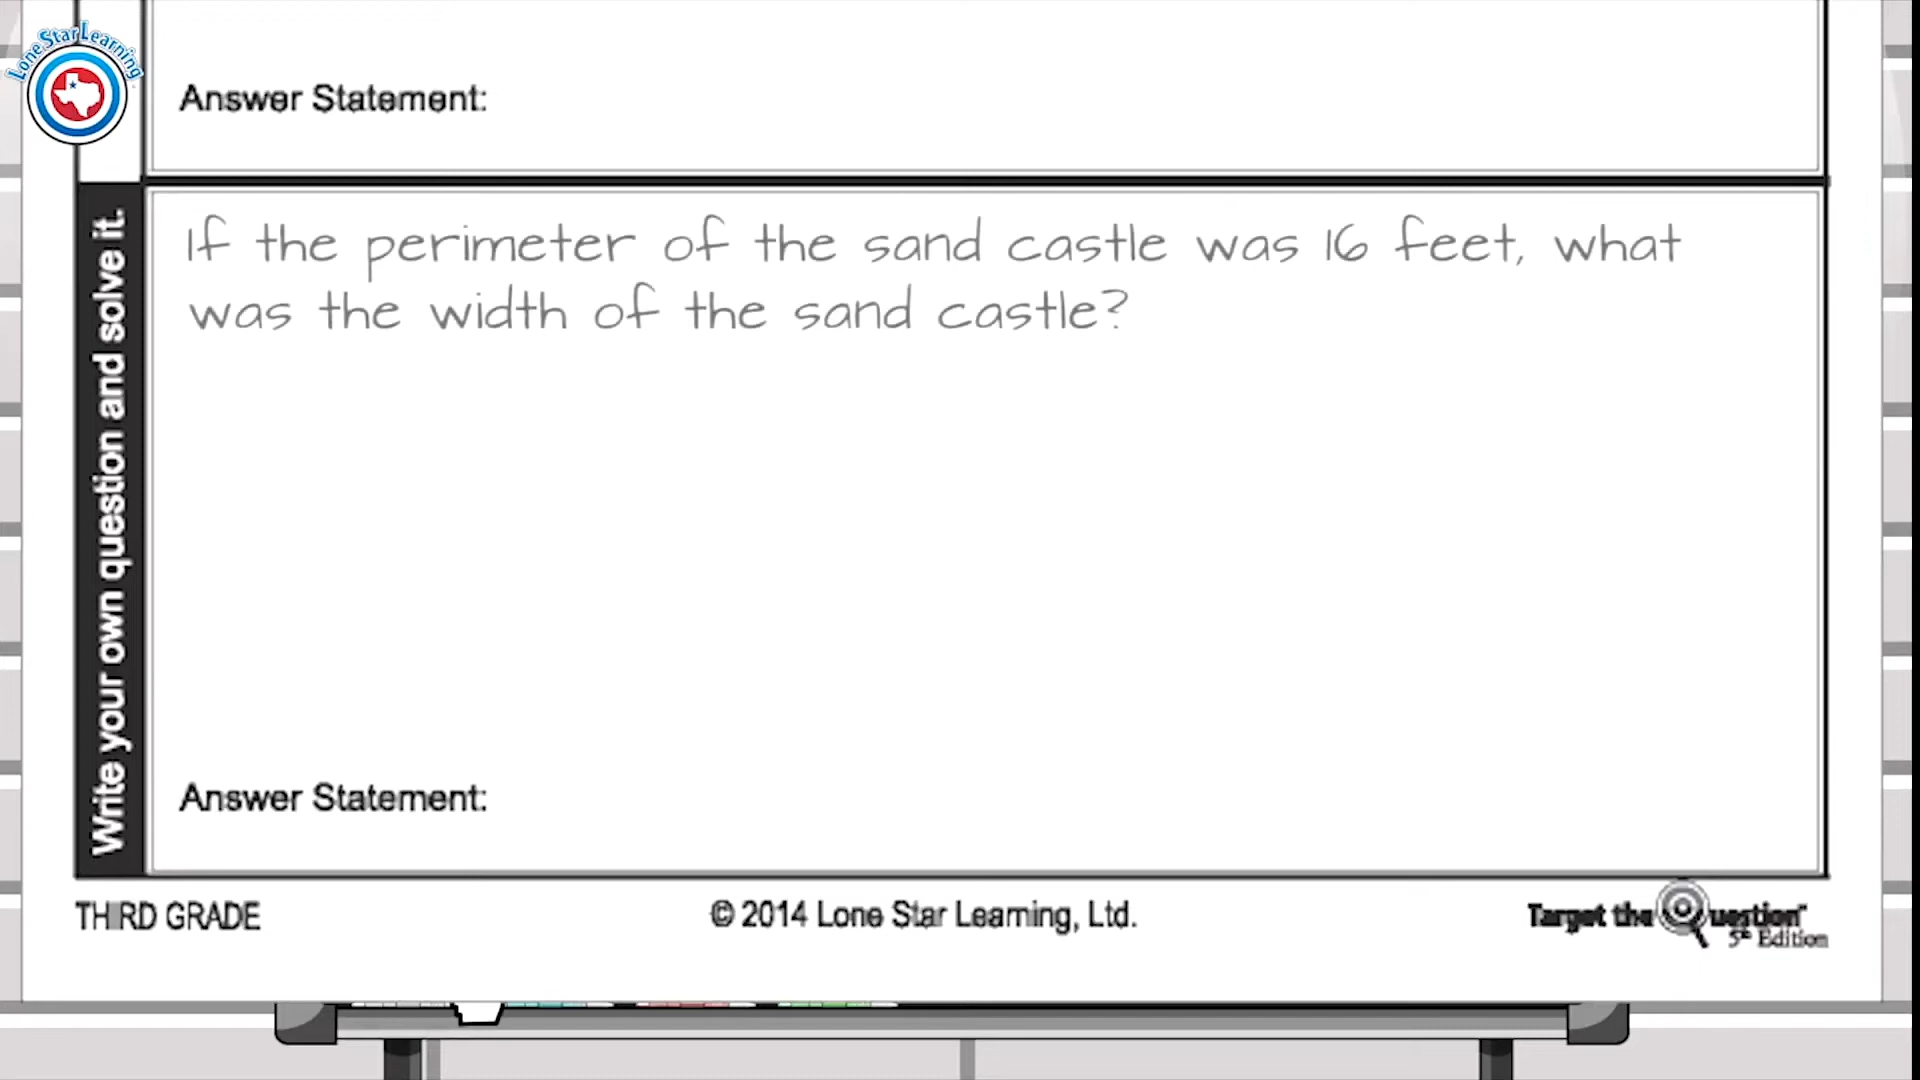 Lone Star Learning
Answer Statement:
Write your own question and solve it.
If the perimeter of the sand castle was 16 feet, what
was the width of the sand castle?
Answer Statement:
THIRD GRADE
© 2014 Lone Star Learning, Ltd.
Target the Question™
5th Edition